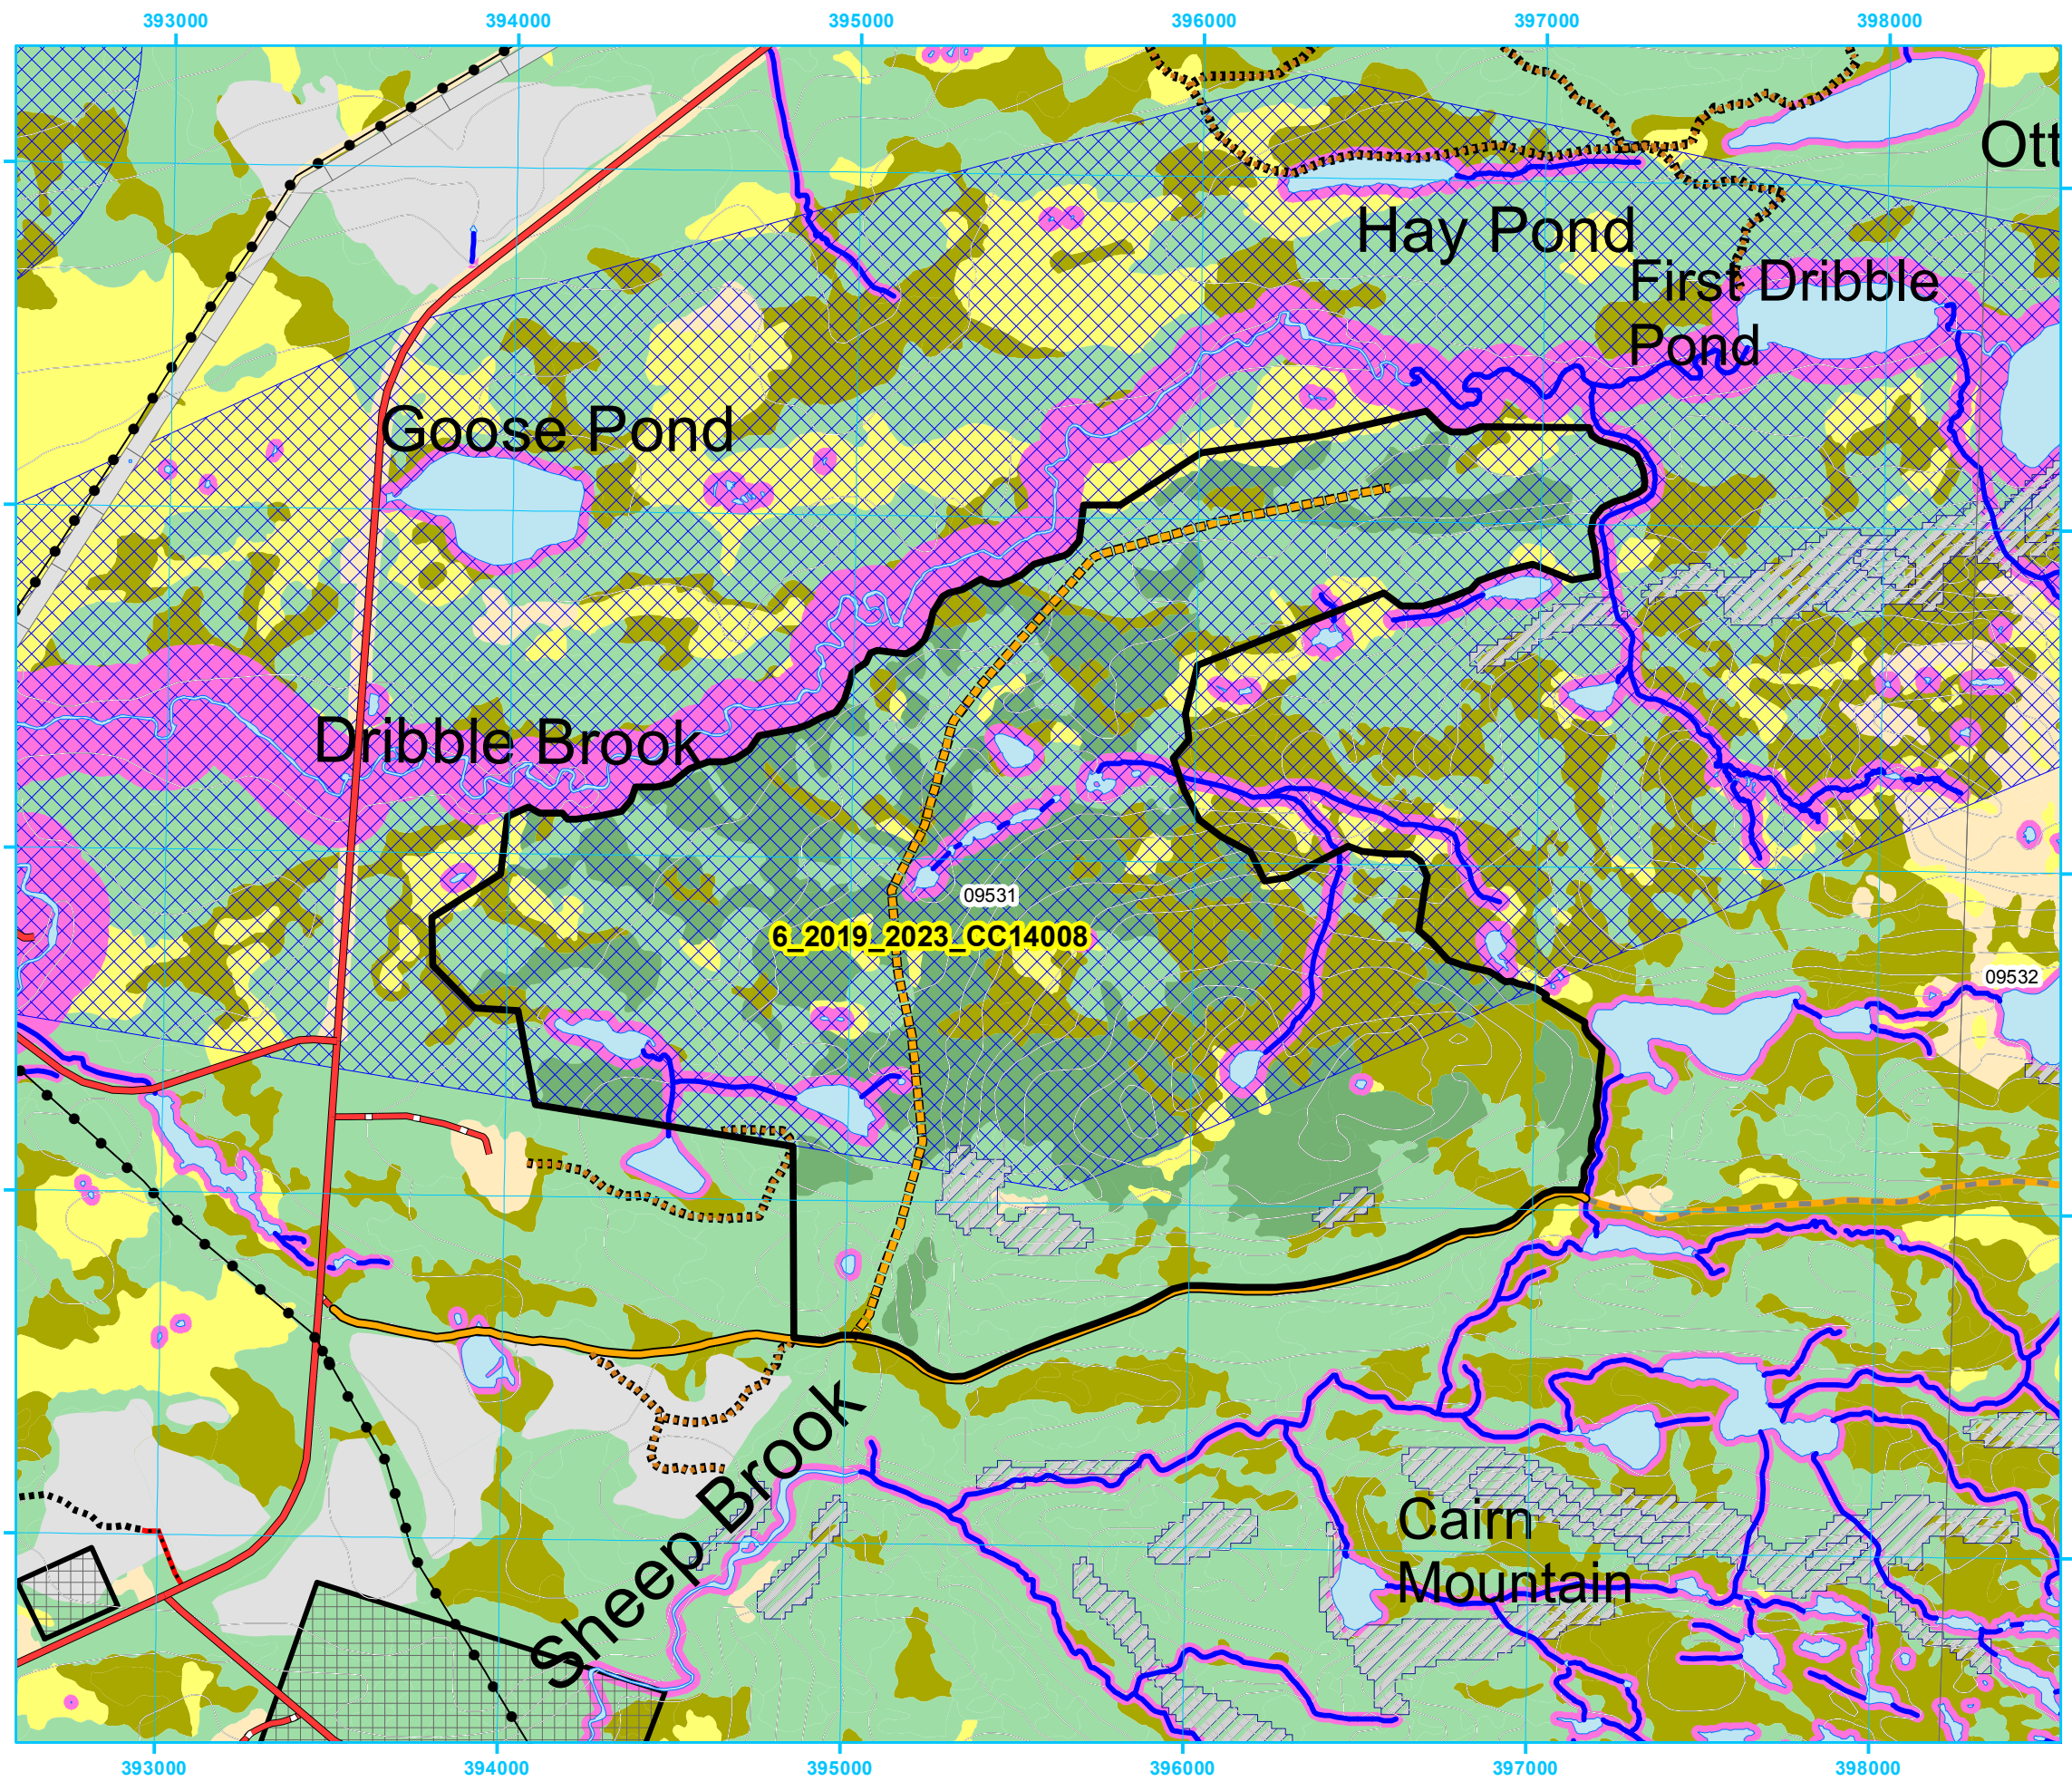 393000 394000 395000 396000 397000 398000
Ott
Hay Pond
First Dribble
Pond
Goose Pond
Dribble Brook
09531
6_2019_2023_CC14008
09532
Sheep Brook
Cairn
Mountain
393000 394000 395000 396000 397000 398000